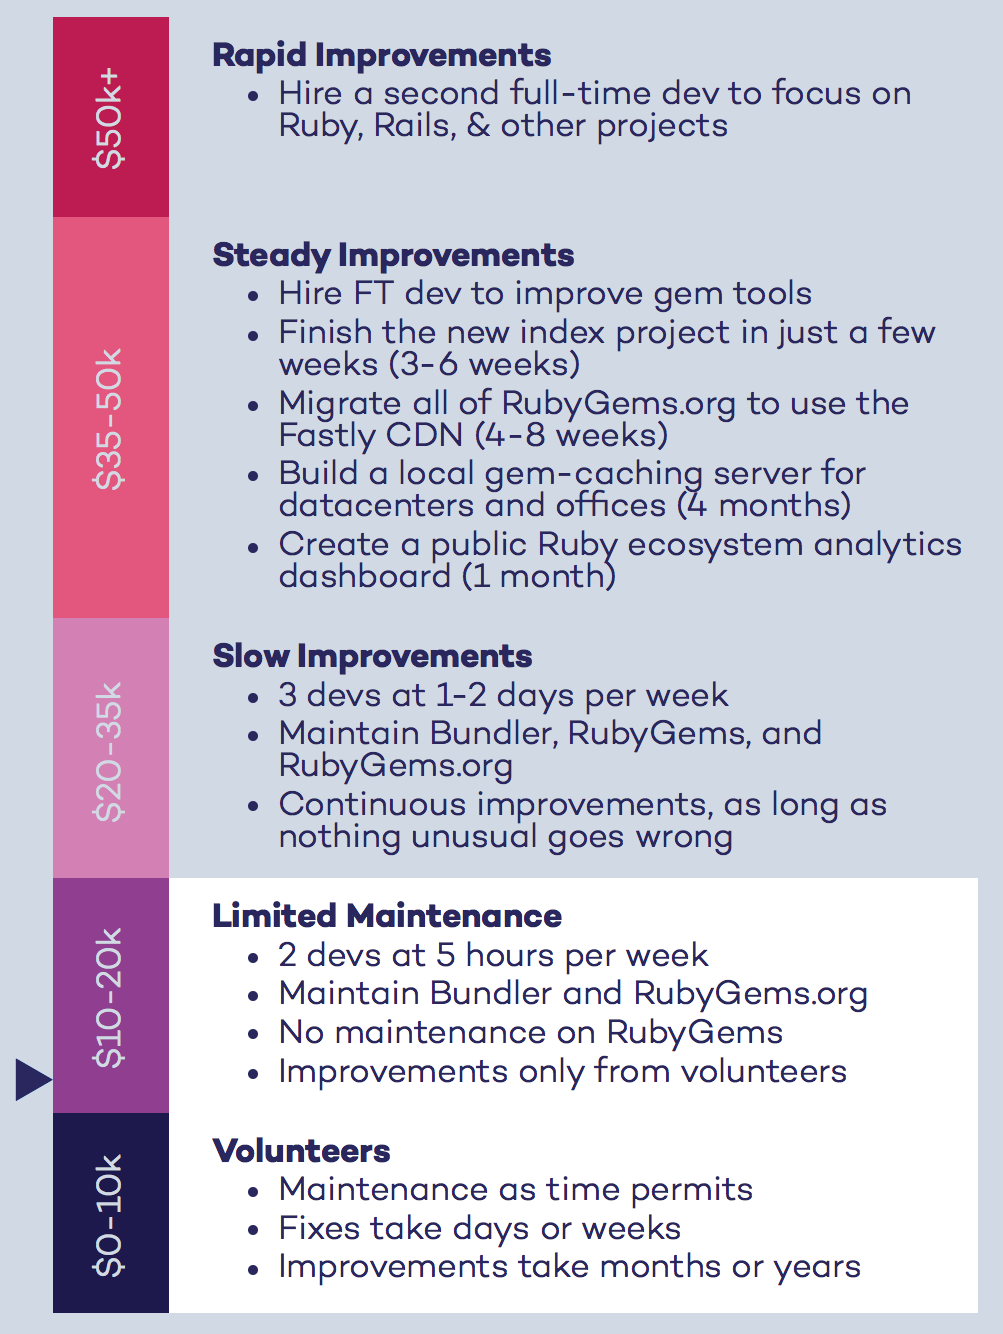 $50k+
Rapid Improvements
• Hire a second full-time dev to focus on
Ruby, Rails, & other projects
$35-50k
Steady Improvements
• Hire FT dev to improve gem tools
• Finish the new index project in just a few
weeks (3-6 weeks)
• Migrate all of RubyGems.org to use the
Fastly CDN (4-8 weeks)
• Build a local gem-caching server for
datacenters and offices (4 months)
• Create a public Ruby ecosystem analytics
dashboard (1 month)
$20-35k
Slow Improvements
• 3 devs at 1-2 days per week
• Maintain Bundler, RubyGems, and
RubyGems.org
• Continuous improvements, as long as
nothing unusual goes wrong
$10-20k
Limited Maintenance
• 2 devs at 5 hours per week
• Maintain Bundler and RubyGems.org
• No maintenance on RubyGems
• Improvements only from volunteers
$0-10k
Volunteers
• Maintenance as time permits
• Fixes take days or weeks
• Improvements take months or years